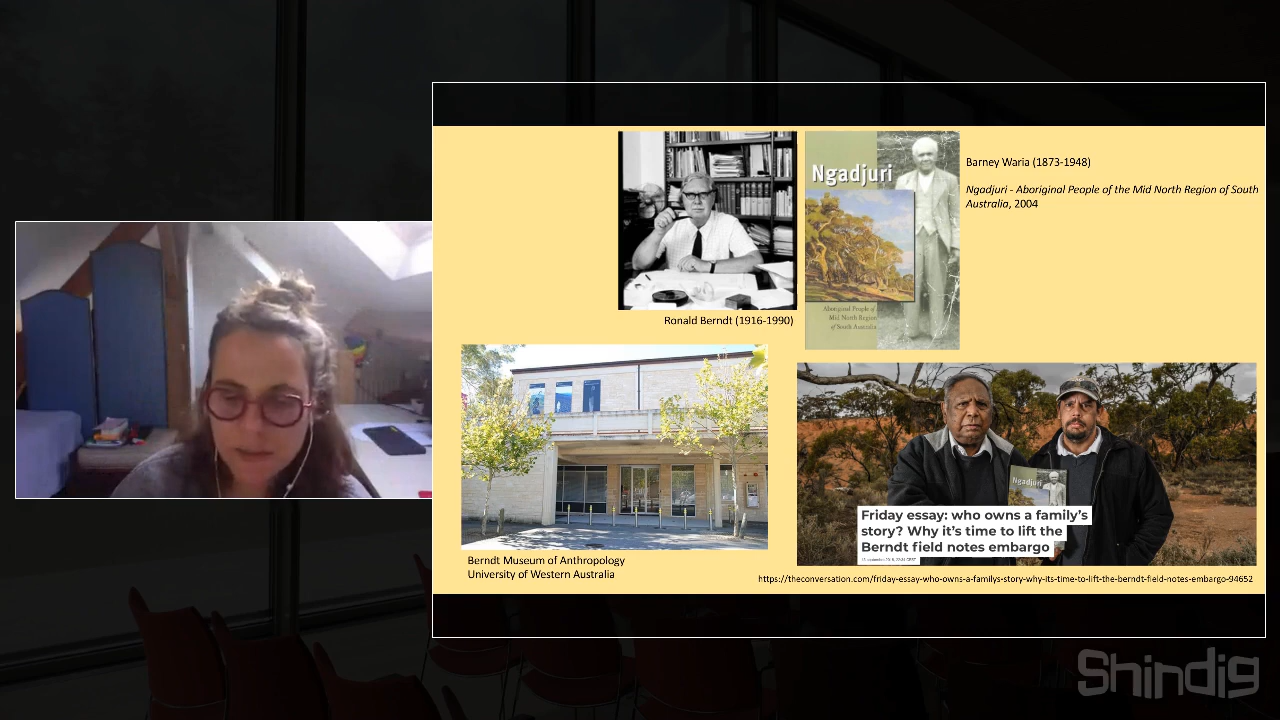 Ngadjuri
Aboriginal People of
Mid North Region
of South Australia
Barney Waria (1873-1948)
Ngadjuri - Aboriginal People of the Mid North Region of South
Australia, 2004
Ronald Berndt (1916-1990)
Berndt Museum of Anthropology
University of Western Australia
Ngadjuri
Friday essay: who owns a family's
story? Why it's time to lift the
Berndt field notes embargo
https://theconversation.com/friday-essay-who-owns-a-familys-story-why-its-time-to-lift-the-berndt-field-notes-embargo-94652
Shindig